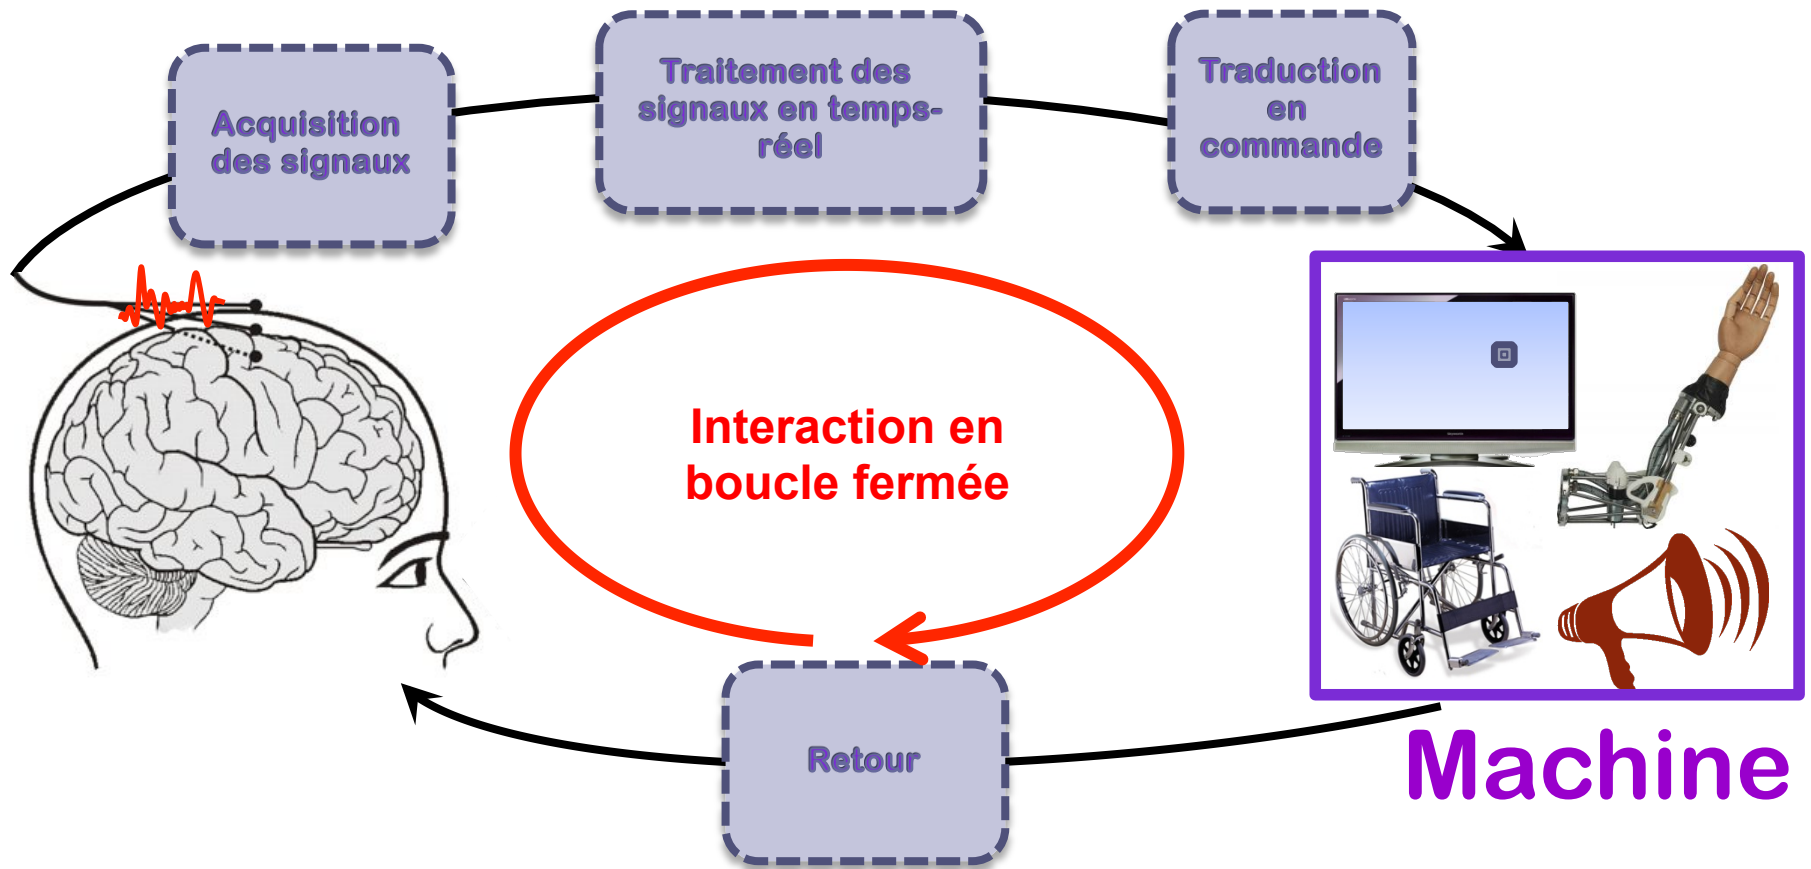 Acquisition
des signaux
Traitement des
signaux en temps-
réel
Traduction
en
commande
Interaction en
boucle fermée
Retour
Machine